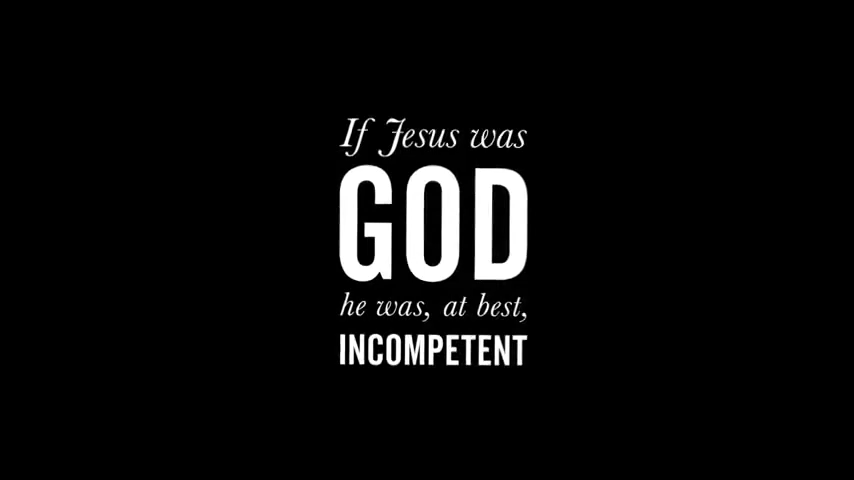 If Jesus was
GOD
he was, at best,
INCOMPETENT